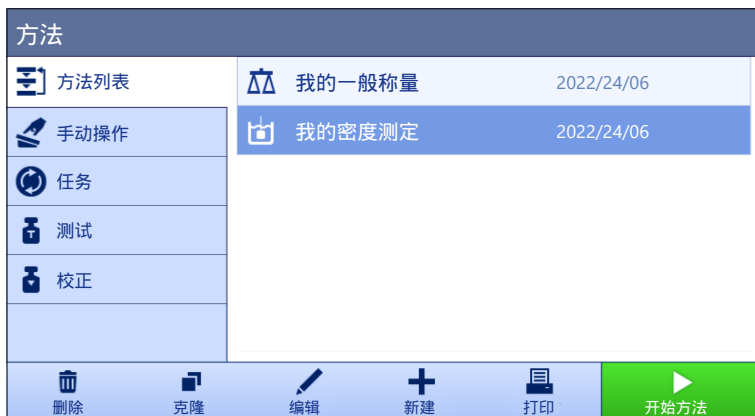 方法
方法列表
我的一般称量 2022/24/06
手动操作
我的密度测定 2022/24/06
任务
测试
校正
删除 克隆 编辑 新建 打印 开始方法